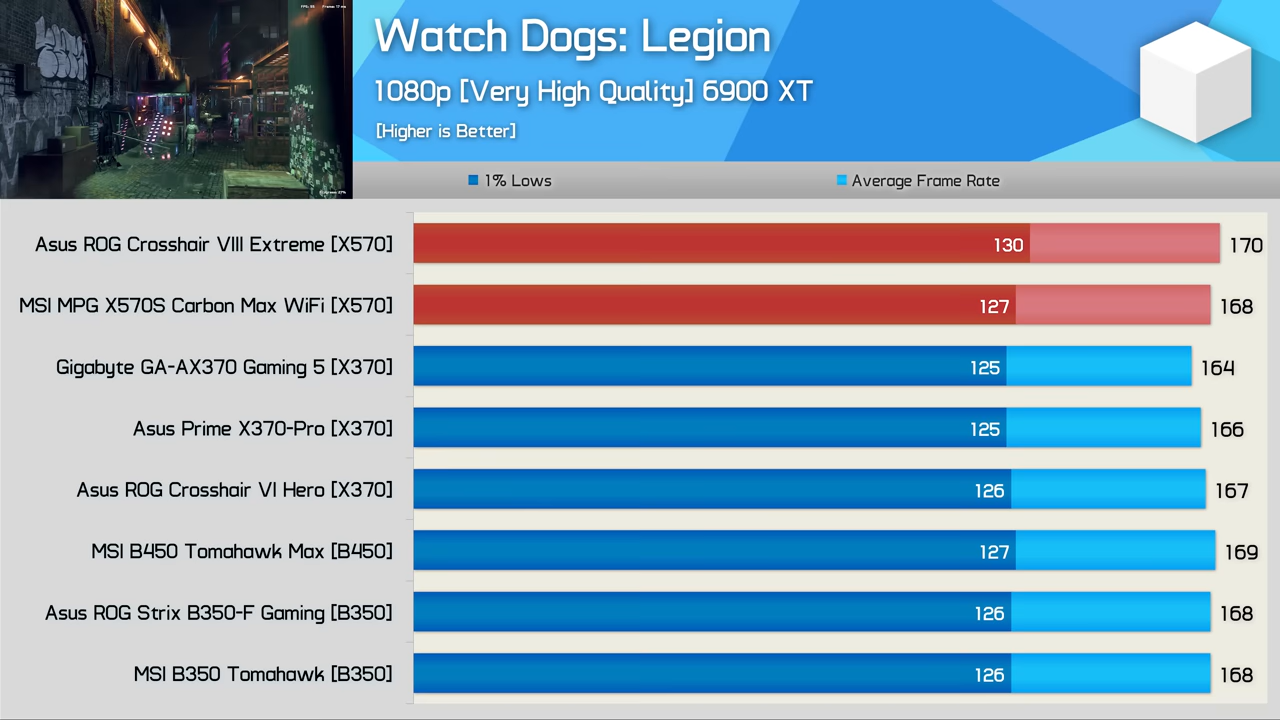 Watch Dogs: Legion
1080p [Very High Quality] 6900 XT
[Higher is Better]
1% Lows
Average Frame Rate
Asus ROG Crosshair VIII Extreme [X570] 130 170
MSI MPG X570S Carbon Max WiFi [X570] 127 168
Gigabyte GA-AX370 Gaming 5 [X370] 125 164
Asus Prime X370-Pro [X370] 125 166
Asus ROG Crosshair VI Hero [X370] 126 167
MSI B450 Tomahawk Max [B450] 127 169
Asus ROG Strix B350-F Gaming [B350] 126 168
MSI B350 Tomahawk [B350] 126 168